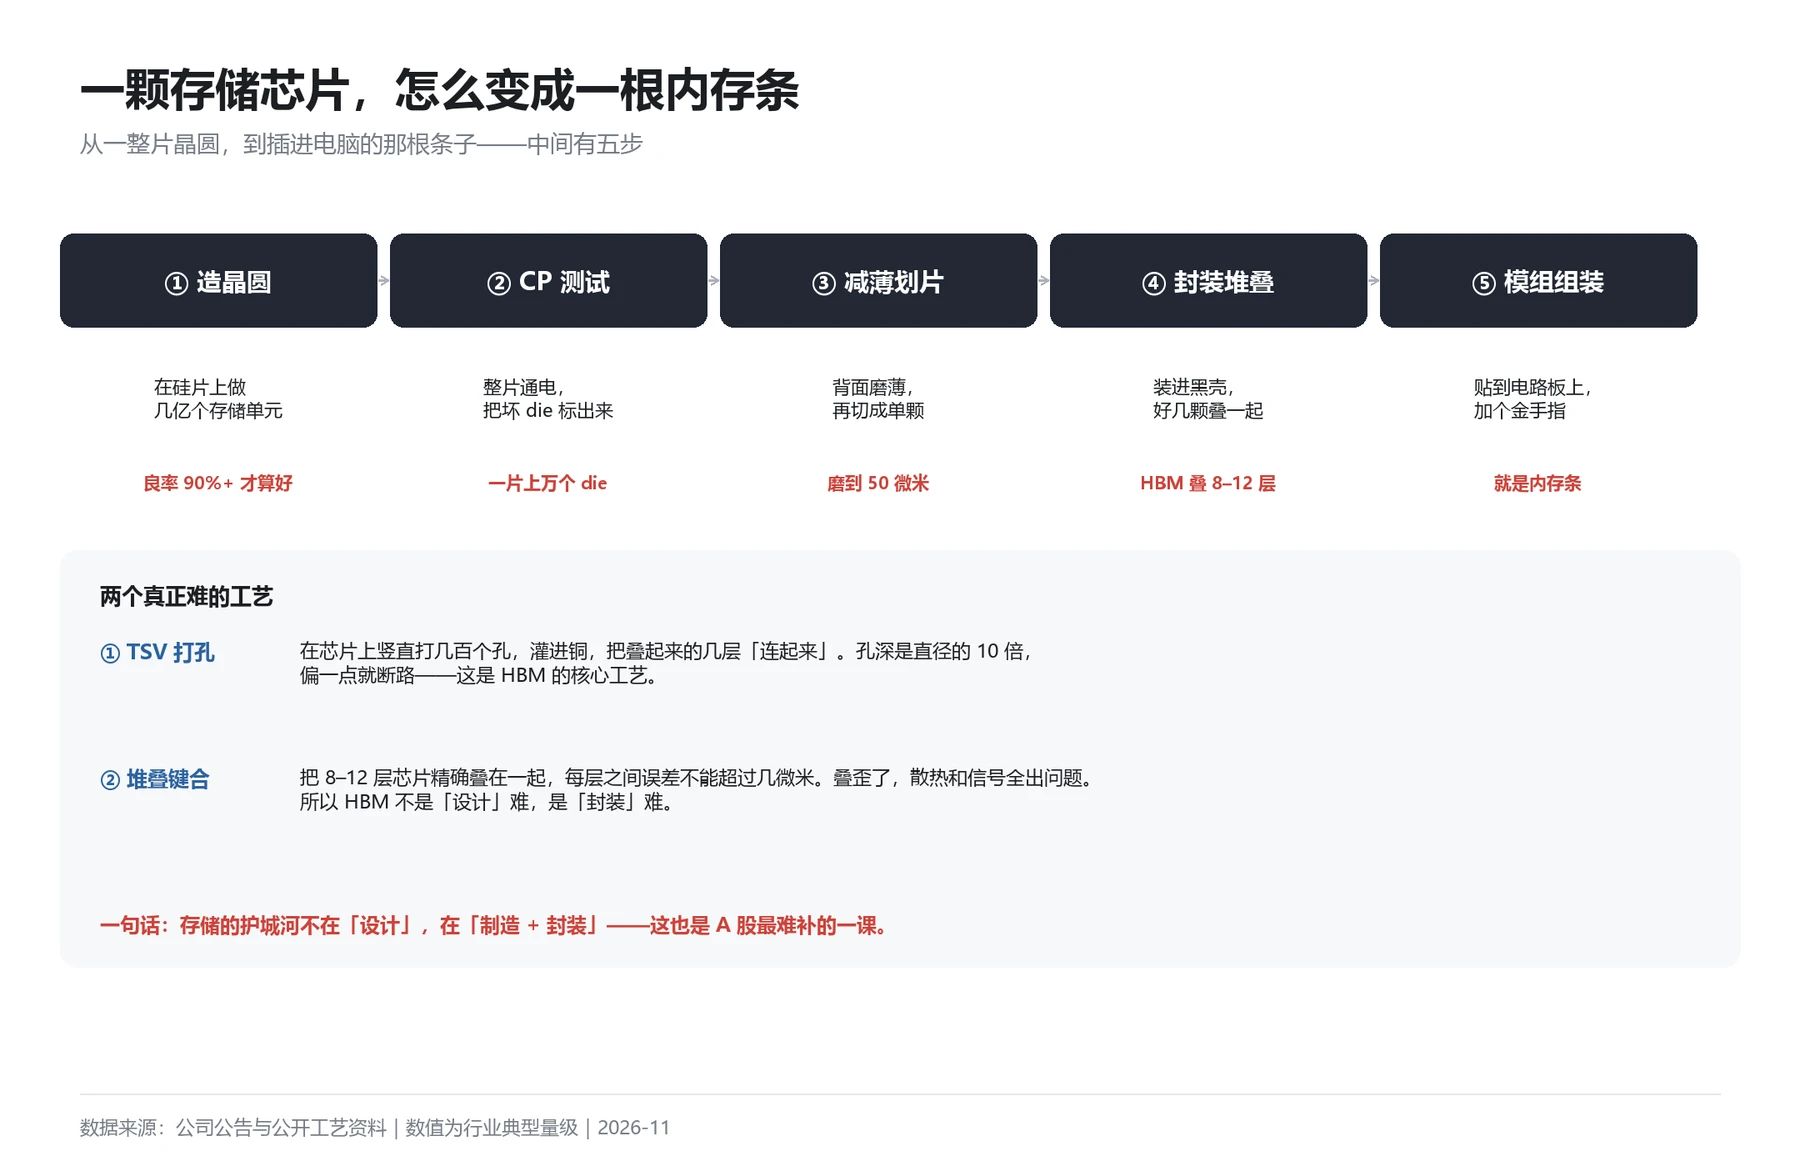 一颗存储芯片，怎么变成一根内存条
从一整片晶圆，到插进电脑的那根条子——中间有五步
① 造晶圆
② CP 测试
③ 减薄划片
④ 封装堆叠
⑤ 模组组装
在硅片上做
几亿个存储单元
整片通电，
把坏 die 标出来
背面磨薄，
再切成单颗
装进黑壳，
好几颗叠一起
贴到电路板上，
加个金手指
良率 90%+ 才算好
一片上万个 die
磨到 50 微米
HBM 叠 8–12 层
就是内存条
两个真正难的工艺
① TSV 打孔
在芯片上竖直打几百个孔，灌进铜，把叠起来的几层「连起来」。孔深是直径的 10 倍，
偏一点就断路——这是 HBM 的核心工艺。
② 堆叠键合
把 8–12 层芯片精确叠在一起，每层之间误差不能超过几微米。叠歪了，散热和信号全出问题。
所以 HBM 不是「设计」难，是「封装」难。
一句话：存储的护城河不在「设计」，在「制造 + 封装」——这也是 A 股最难补的一课。
数据来源：公司公告与公开工艺资料 | 数值为行业典型量级 | 2026-11